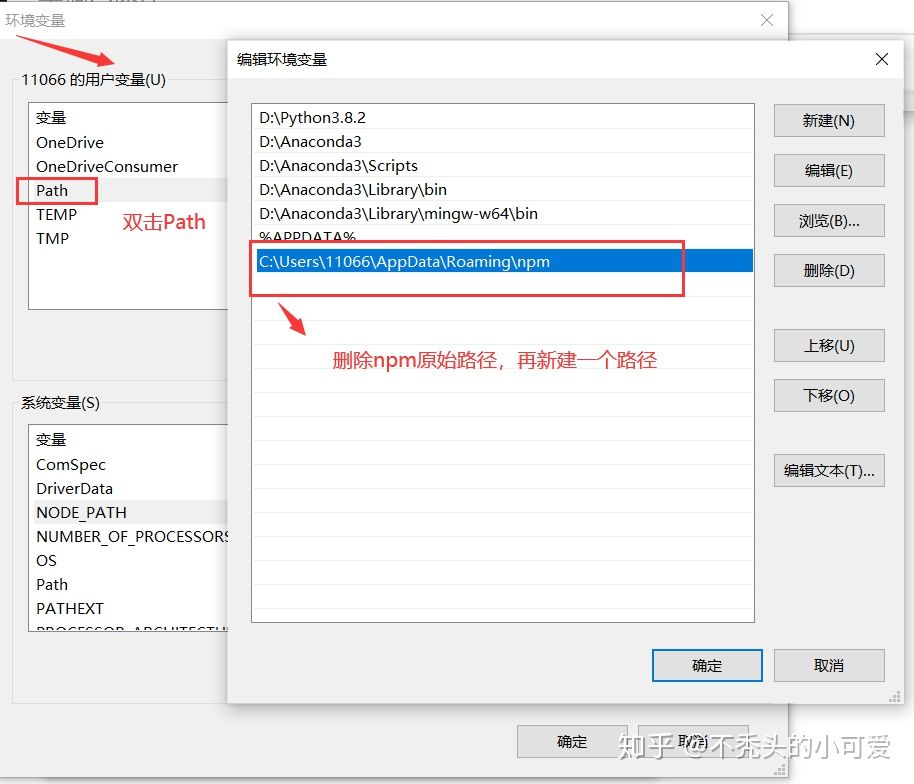 环境变量
编辑环境变量
11066 的用户变量(U)
变量
OneDrive
OneDriveConsumer
Path
TEMP
TMP
双击Path
D:\Python3.8.2
D:\Anaconda3
D:\Anaconda3\Scripts
D:\Anaconda3\Library\bin
D:\Anaconda3\Library\mingw-w64\bin
%APPDATA%
C:\Users\11066\AppData\Roaming\npm
删除npm原始路径，再新建一个路径
新建(N)
编辑(E)
浏览(B)...
删除(D)
上移(U)
下移(O)
编辑文本(T)...
系统变量(S)
变量
ComSpec
DriverData
NODE_PATH
NUMBER_OF_PROCESSORS
OS
Path
PATHEXT
PROCESSOR_ARCHITECTU
确定
取消
确定
取消
知乎 @不秃头的小可爱